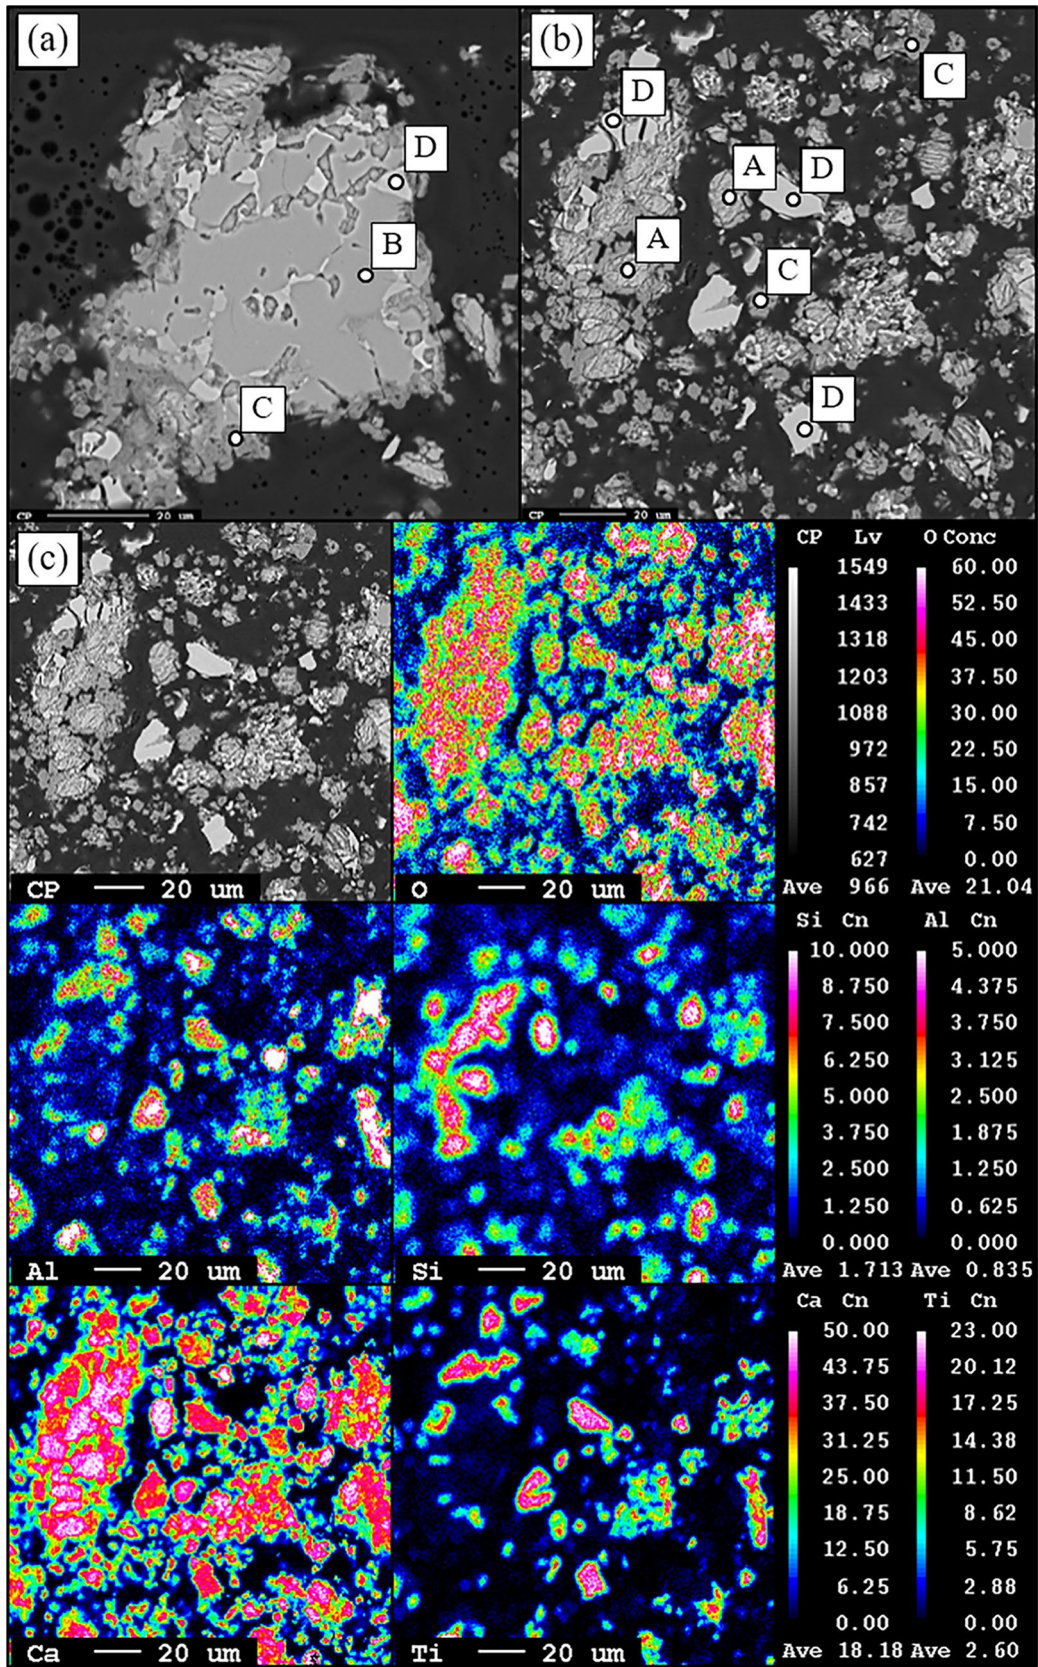 (a)
D
B
C
CP 20 um
(b)
C
D
A
D
A
C
D
CP 20 um
(c)
CP 20 um
O 20 um
CP Lv O Conc
1549 60.00
1433 52.50
1318 45.00
1203 37.50
1088 30.00
972 22.50
857 15.00
742 7.50
627 0.00
Ave 966 Ave 21.04
Al 20 um
Si 20 um
Si Cn Al Cn
10.000 5.000
8.750 4.375
7.500 3.750
6.250 3.125
5.000 2.500
3.750 1.875
2.500 1.250
1.250 0.625
0.000 0.000
Ave 1.713 Ave 0.835
Ca 20 um
Ti 20 um
Ca Cn Ti Cn
50.00 23.00
43.75 20.12
37.50 17.25
31.25 14.38
25.00 11.50
18.75 8.62
12.50 5.75
6.25 2.88
0.00 0.00
Ave 18.18 Ave 2.60